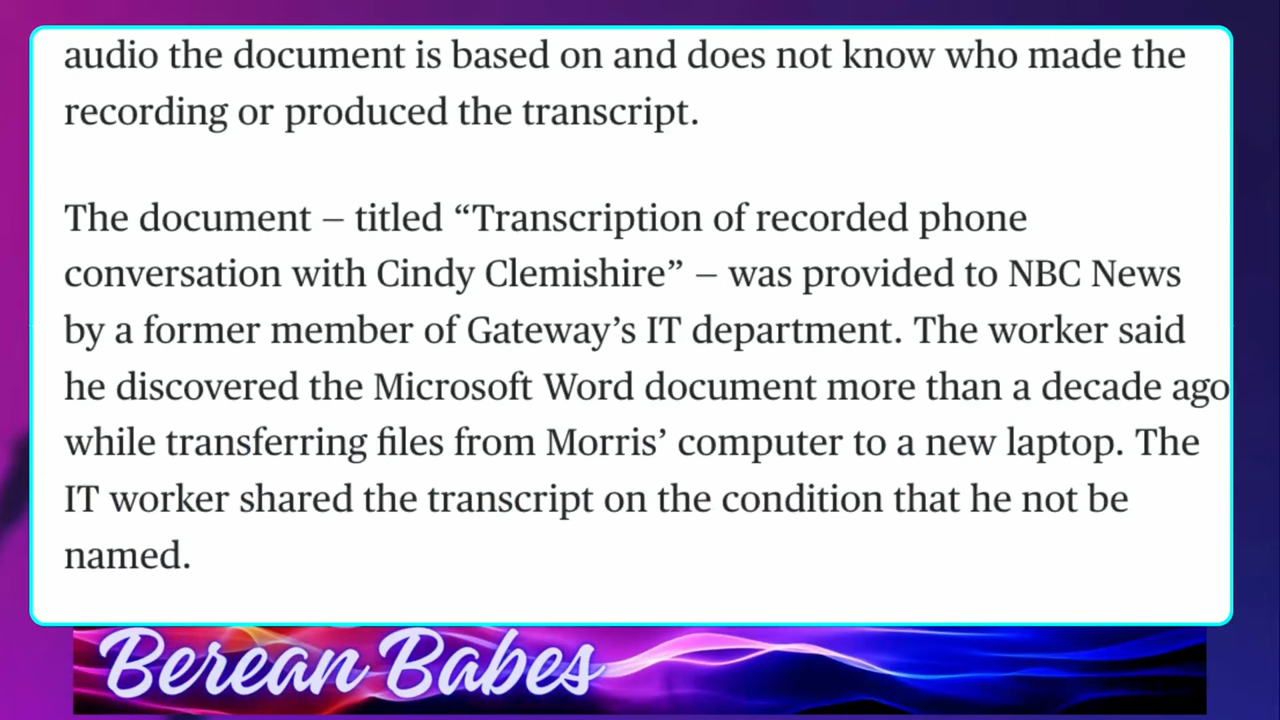 audio the document is based on and does not know who made the
recording or produced the transcript.
The document – titled “Transcription of recorded phone
conversation with Cindy Clemishire” – was provided to NBC News
by a former member of Gateway’s IT department. The worker said
he discovered the Microsoft Word document more than a decade ago
while transferring files from Morris’ computer to a new laptop. The
IT worker shared the transcript on the condition that he not be
named.
Berean Babes